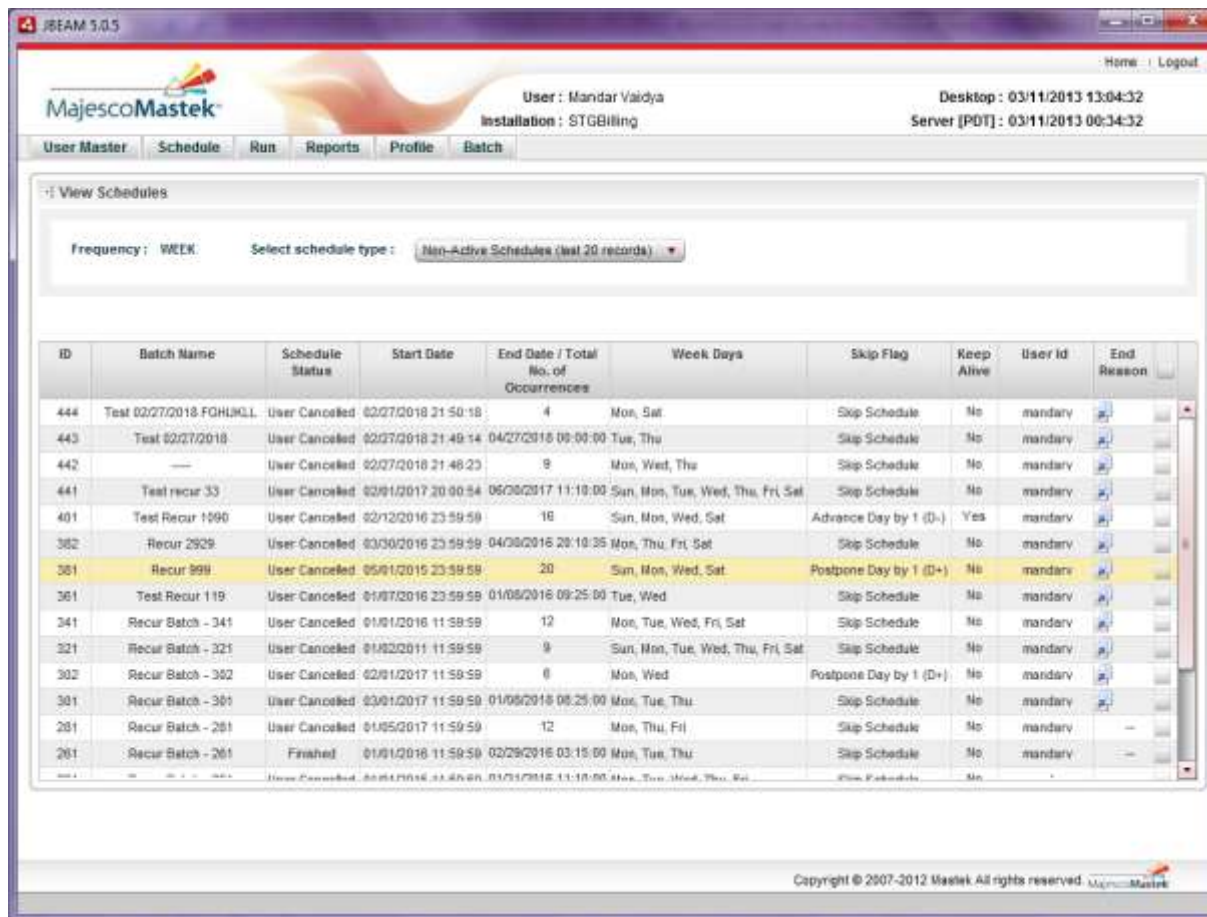 JBEAM 5.0.5
Home | Logout
MajescoMastek
User : Mandar Vaidya
Desktop : 03/11/2013 13:04:32
Installation : STGBilling
Server [PDT] : 03/11/2013 00:34:32
User Master Schedule Run Reports Profile Batch
View Schedules
Frequency : WEEK Select schedule type : Non-Active Schedules (last 20 records)
ID Batch Name Schedule Status Start Date End Date / Total No. of Occurrences Week Days Skip Flag Keep Alive User Id End Reason
444 Test 02/27/2018 FGHIJKLL User Cancelled 02/27/2018 21:50:18 4 Mon, Sat Skip Schedule No mandarv
443 Test 02/27/2018 User Cancelled 02/27/2018 21:49:14 04/27/2018 00:00:00 Tue, Thu Skip Schedule No mandarv
442 ---- User Cancelled 02/27/2018 21:46:23 9 Mon, Wed, Thu Skip Schedule No mandarv
441 Test recur 33 User Cancelled 02/01/2017 20:00:54 06/30/2017 11:10:00 Sun, Mon, Tue, Wed, Thu, Fri, Sat Skip Schedule No mandarv
401 Test Recur 1090 User Cancelled 02/12/2016 23:59:59 16 Sun, Mon, Wed, Sat Advance Day by 1 (D-) Yes mandarv
382 Recur 2929 User Cancelled 03/30/2016 23:59:59 04/30/2016 20:10:35 Mon, Thu, Fri, Sat Skip Schedule No mandarv
381 Recur 999 User Cancelled 05/01/2015 23:59:59 20 Sun, Mon, Wed, Sat Postpone Day by 1 (D+) No mandarv
361 Test Recur 119 User Cancelled 01/07/2016 23:59:59 01/08/2016 09:25:00 Tue, Wed Skip Schedule No mandarv
341 Recur Batch - 341 User Cancelled 01/01/2016 11:59:59 12 Mon, Tue, Wed, Fri, Sat Skip Schedule No mandarv
321 Recur Batch - 321 User Cancelled 01/02/2011 11:59:59 9 Sun, Mon, Tue, Wed, Thu, Fri, Sat Skip Schedule No mandarv
302 Recur Batch - 302 User Cancelled 02/01/2017 11:59:59 6 Mon, Wed Postpone Day by 1 (D+) No mandarv
301 Recur Batch - 301 User Cancelled 03/01/2017 11:59:59 01/08/2018 08:25:00 Mon, Tue, Thu Skip Schedule No mandarv
281 Recur Batch - 281 User Cancelled 01/05/2017 11:59:59 12 Mon, Thu, Fri Skip Schedule No mandarv --
261 Recur Batch - 261 Finished 01/01/2016 11:59:59 02/29/2016 03:15:00 Mon, Tue, Thu Skip Schedule No mandarv --
Copyright © 2007-2012 Mastek All rights reserved. MajescoMastek